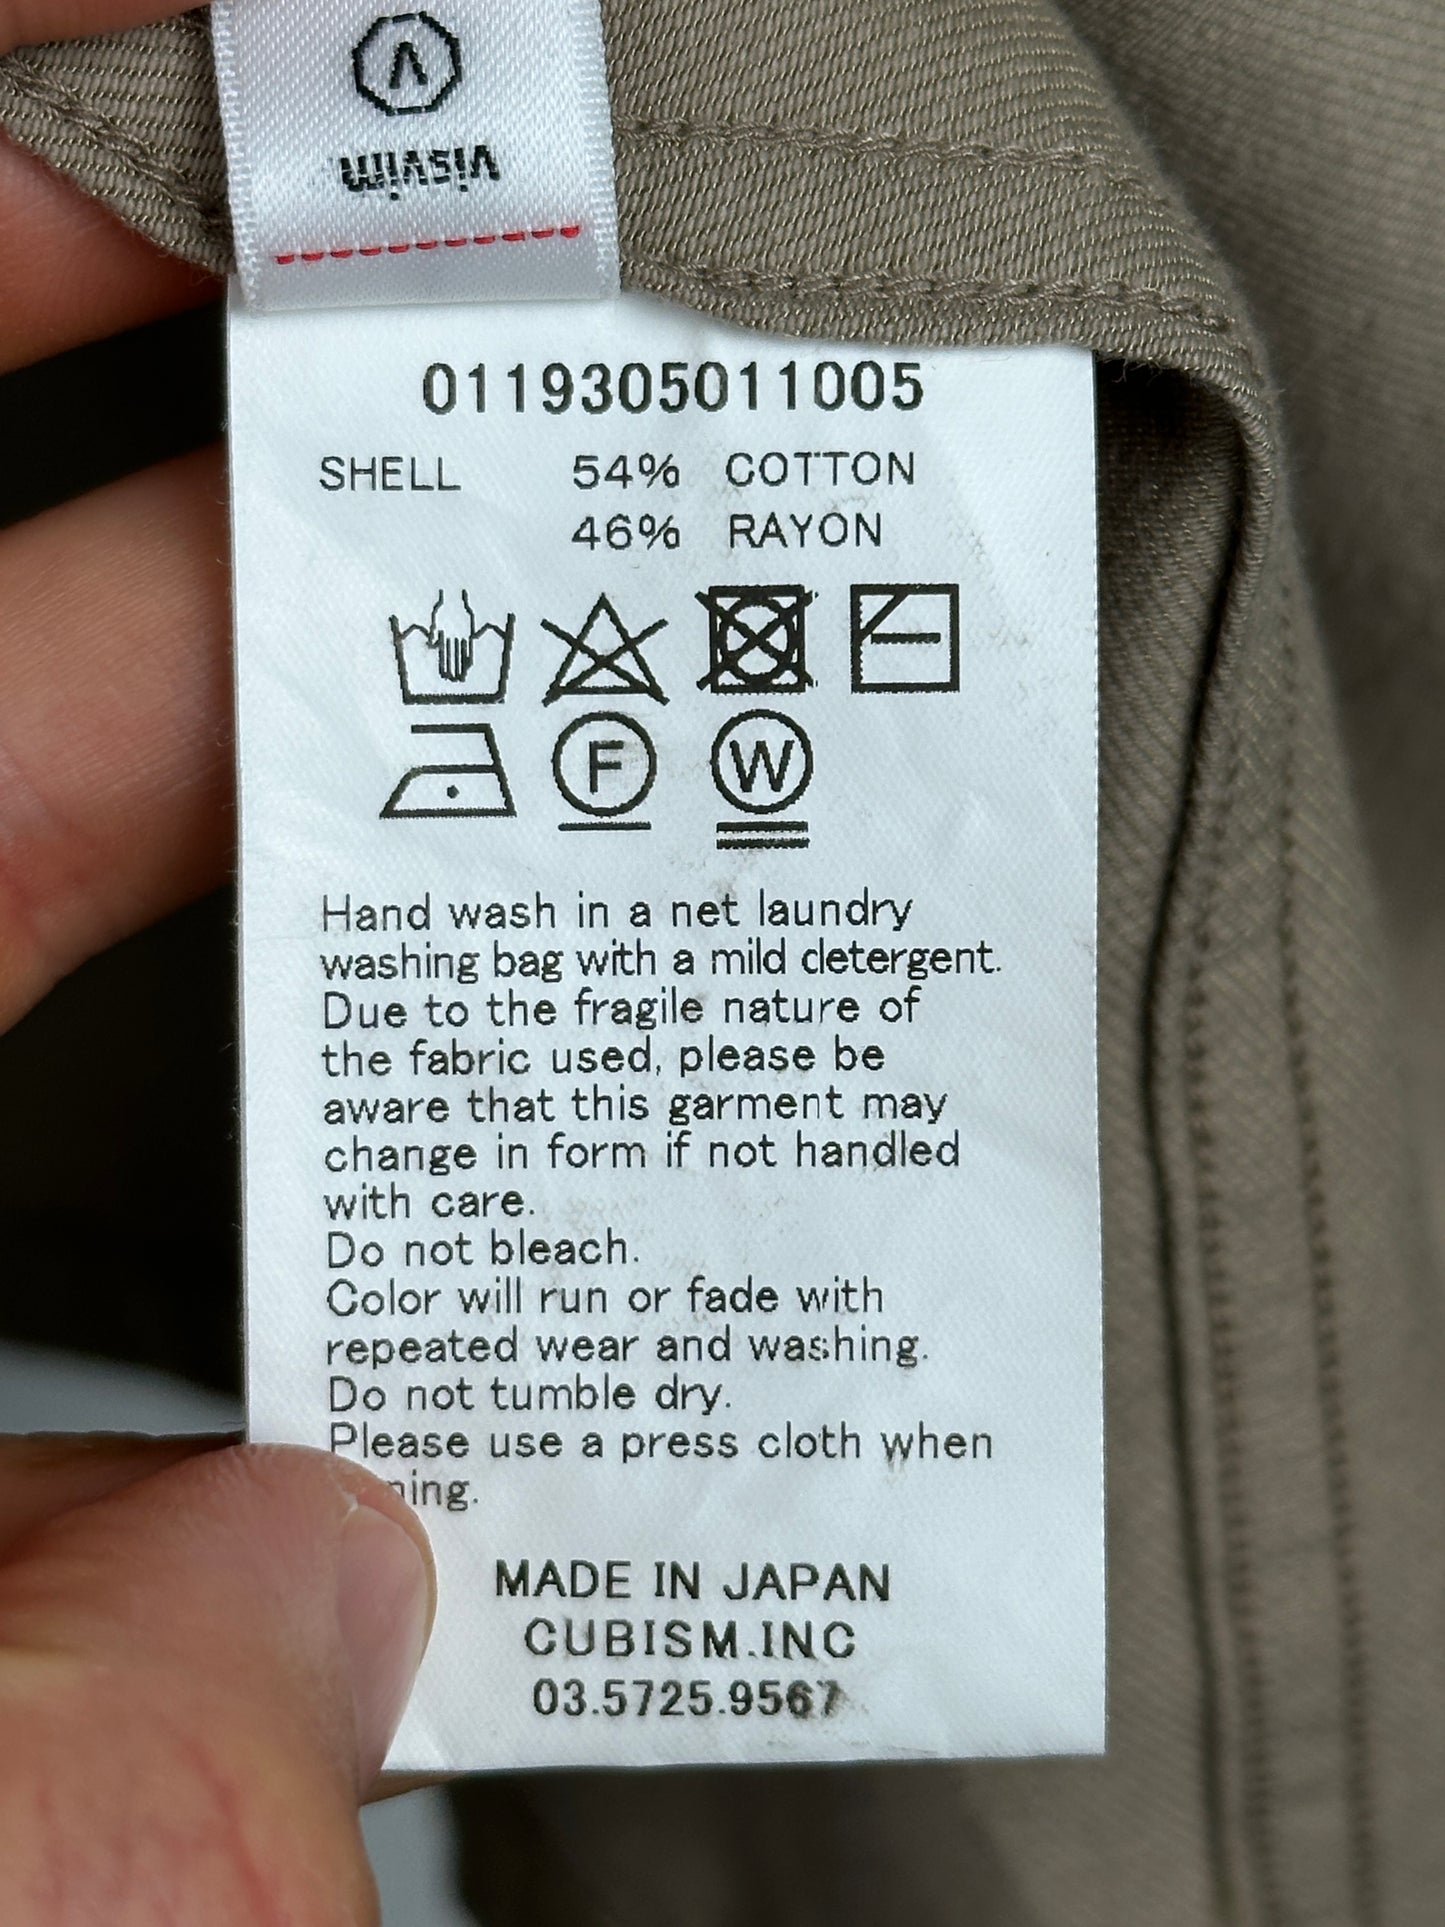 visvim
0119305011005
SHELL 54% COTTON
46% RAYON
F W
Hand wash in a net laundry
washing bag with a mild detergent.
Due to the fragile nature of
the fabric used, please be
aware that this garment may
change in form if not handled
with care.
Do not bleach.
Color will run or fade with
repeated wear and washing.
Do not tumble dry.
Please use a press cloth when
MADE IN JAPAN
CUBISM.INC
03.5725.9567